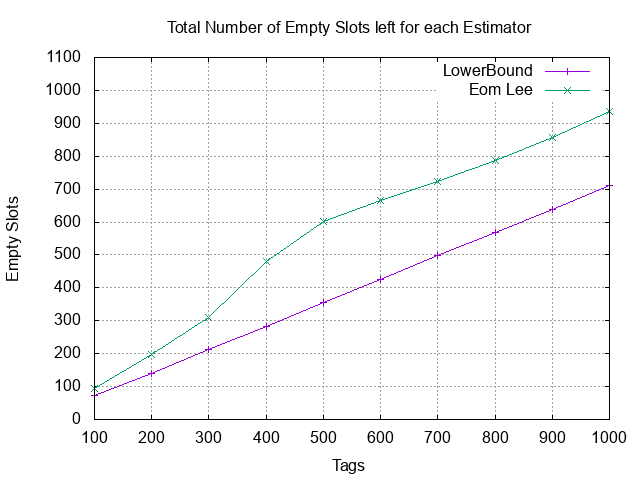 Total Number of Empty Slots left for each Estimator
1100
1000
900
800
700
600
500
400
300
200
100
0
LowerBound
Eom Lee
Empty Slots
100 200 300 400 500 600 700 800 900 1000
Tags